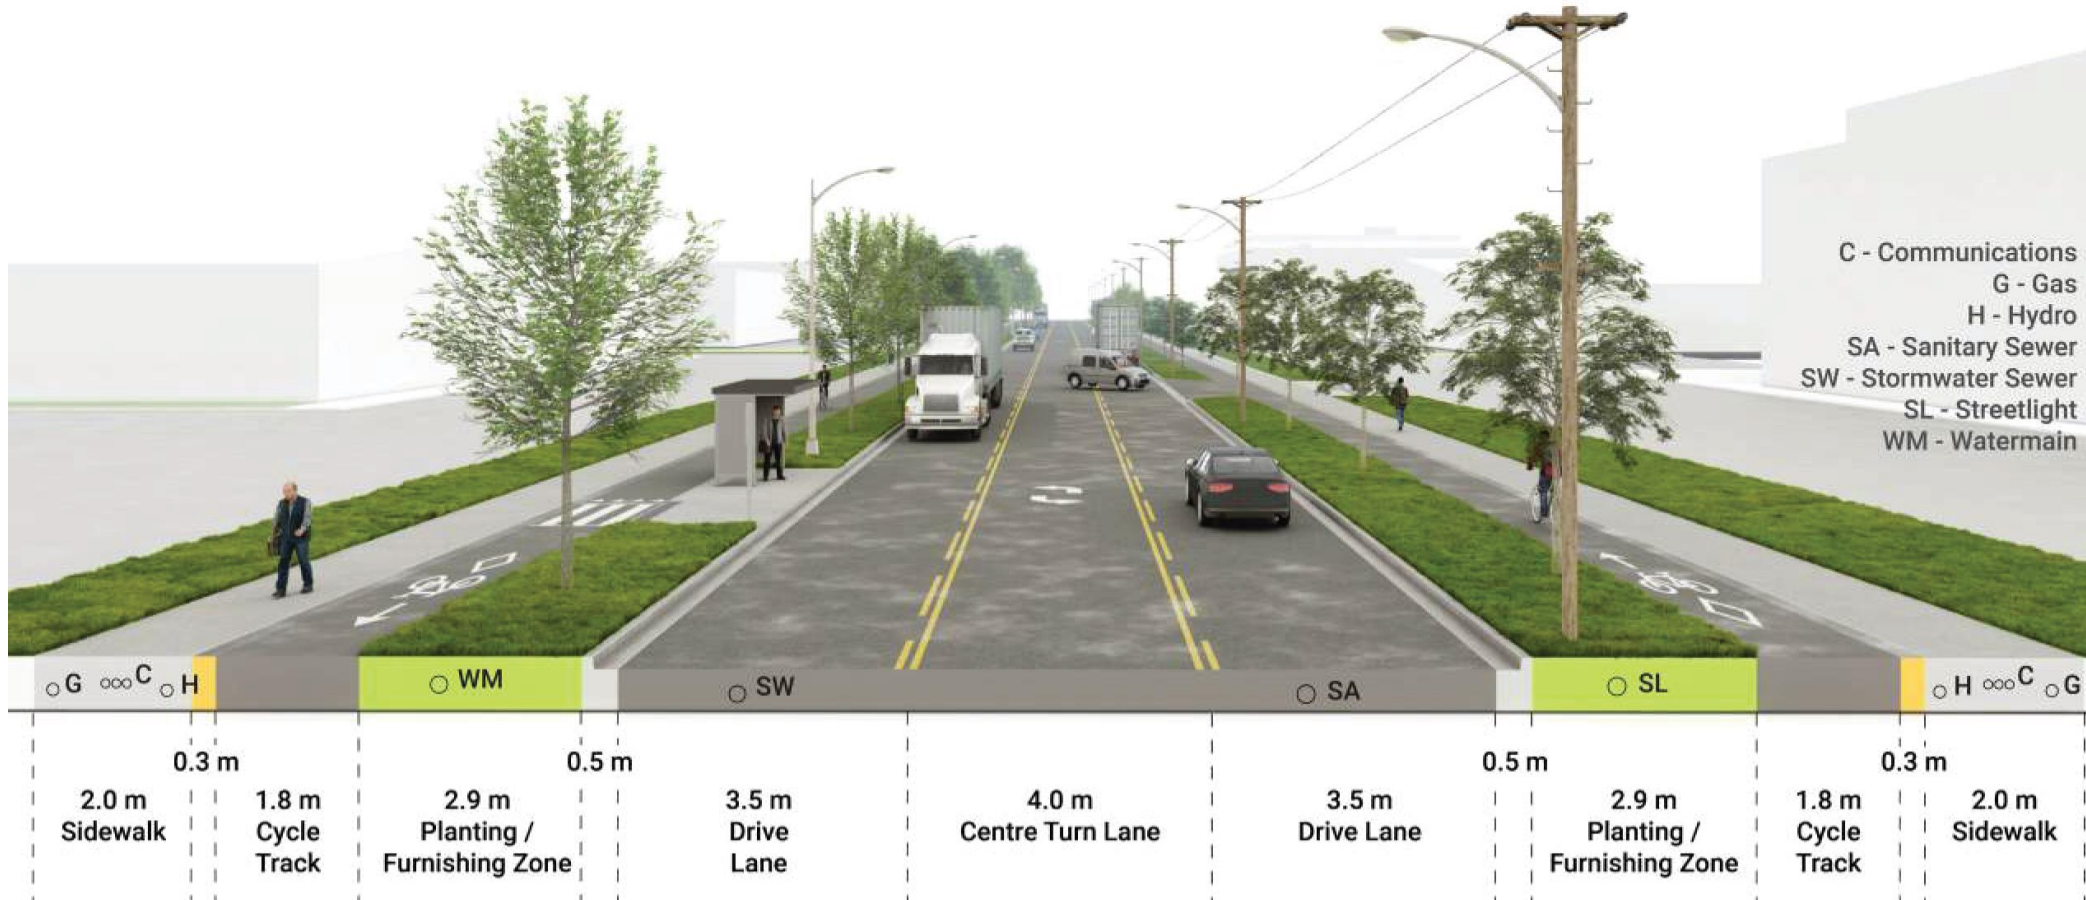 C - Communications
G - Gas
H - Hydro
SA - Sanitary Sewer
SW - Stormwater Sewer
SL - Streetlight
WM - Watermain
G C H WM SW SA SL H C G
0.3 m 0.5 m 0.5 m 0.3 m
2.0 m
Sidewalk
1.8 m
Cycle
Track
2.9 m
Planting /
Furnishing Zone
3.5 m
Drive
Lane
4.0 m
Centre Turn Lane
3.5 m
Drive Lane
2.9 m
Planting /
Furnishing Zone
1.8 m
Cycle
Track
2.0 m
Sidewalk